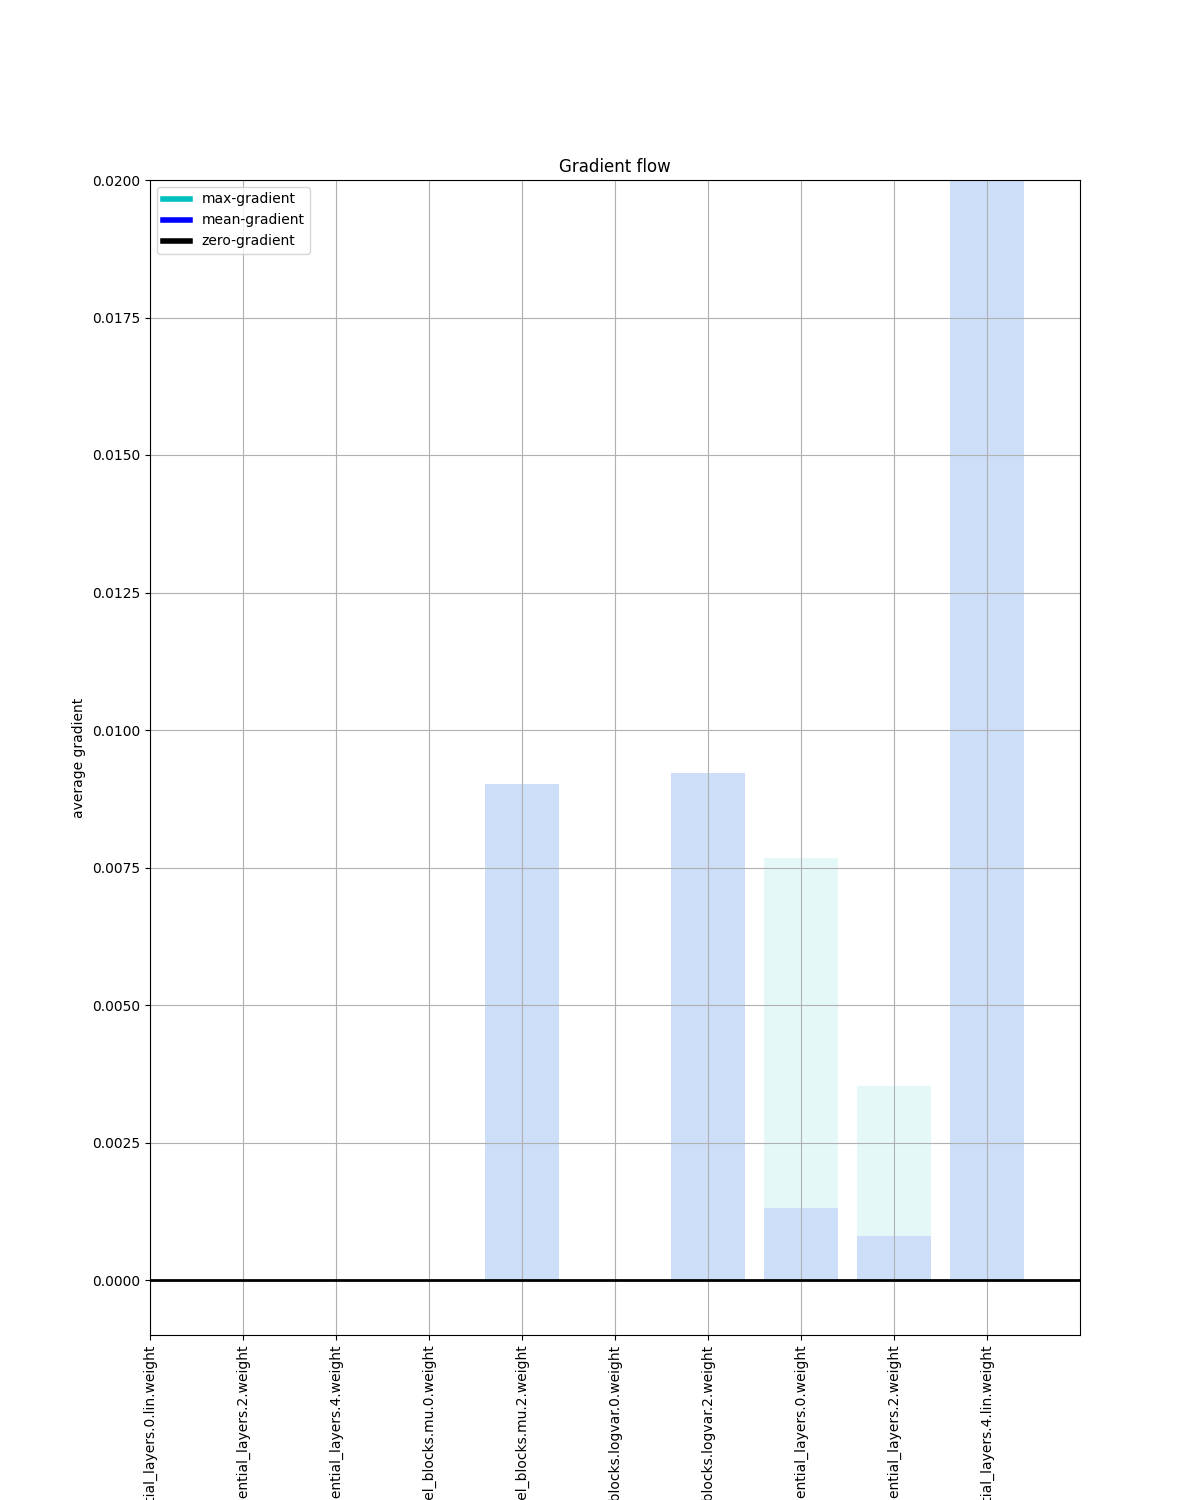 Gradient flow
max-gradient
mean-gradient
zero-gradient
0.0200
0.0175
0.0150
0.0125
0.0100
0.0075
0.0050
0.0025
0.0000
average gradient
tial_layers.0.lin.weight
ential_layers.2.weight
ential_layers.4.weight
el_blocks.mu.0.weight
el_blocks.mu.2.weight
blocks.logvar.0.weight
blocks.logvar.2.weight
ential_layers.0.weight
ential_layers.2.weight
tial_layers.4.lin.weight